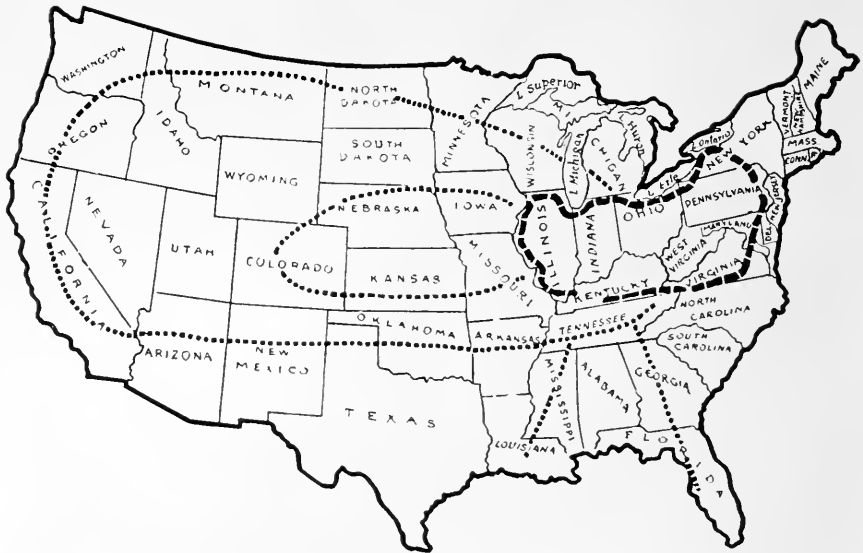 WASHINGTON
OREGON
CALIFORNIA
NEVADA
IDAHO
MONTANA
WYOMING
UTAH
COLORADO
ARIZONA
NEW MEXICO
NORTH DAKOTA
SOUTH DAKOTA
NEBRASKA
KANSAS
OKLAHOMA
TEXAS
MINNESOTA
IOWA
MISSOURI
ARKANSAS
LOUISIANA
WISCONSIN
L Superior
L Michigan
L Huron
MICHIGAN
ILLINOIS
INDIANA
OHIO
KENTUCKY
TENNESSEE
MISSISSIPPI
ALABAMA
GEORGIA
FLORIDA
SOUTH CAROLINA
NORTH CAROLINA
VIRGINIA
WEST VIRGINIA
MARYLAND
PENNSYLVANIA
L Erie
L Ontario
NEW YORK
VERMONT
MAINE
MASS
CONN